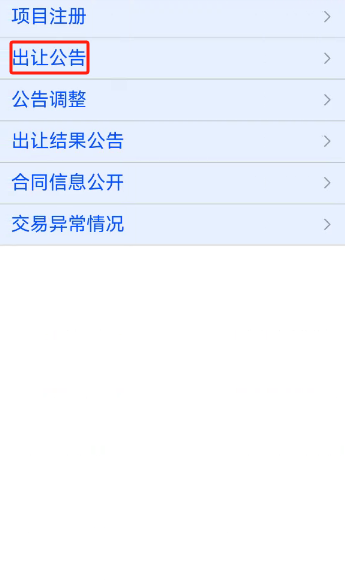 项目注册
出让公告
公告调整
出让结果公告
合同信息公开
交易异常情况